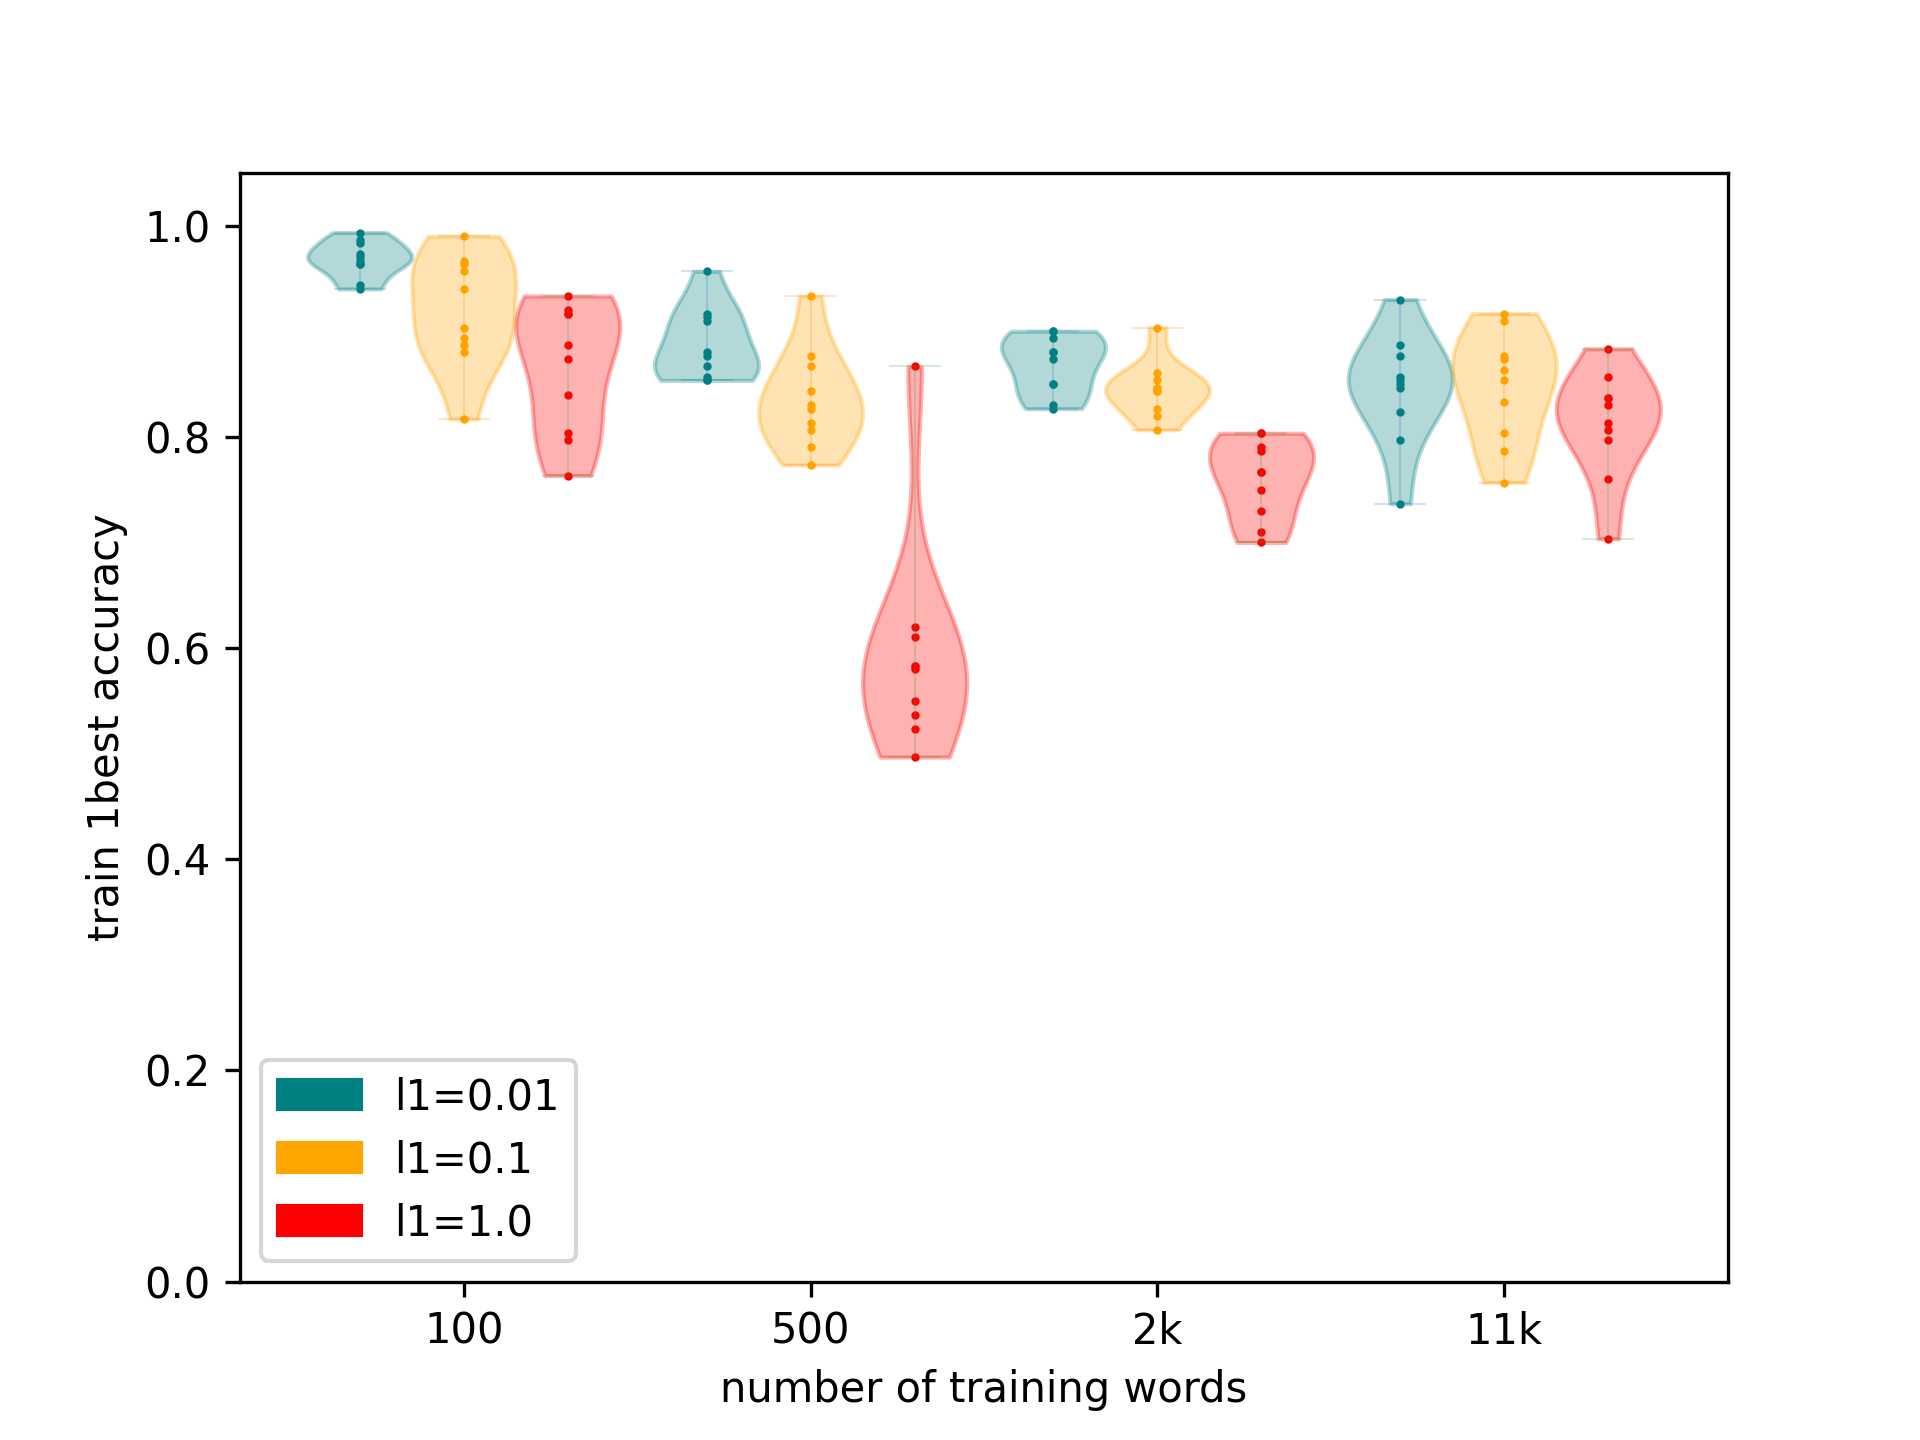 train 1best accuracy
1.0
0.8
0.6
0.4
0.2
0.0
l1=0.01
l1=0.1
l1=1.0
100 500 2k 11k
number of training words